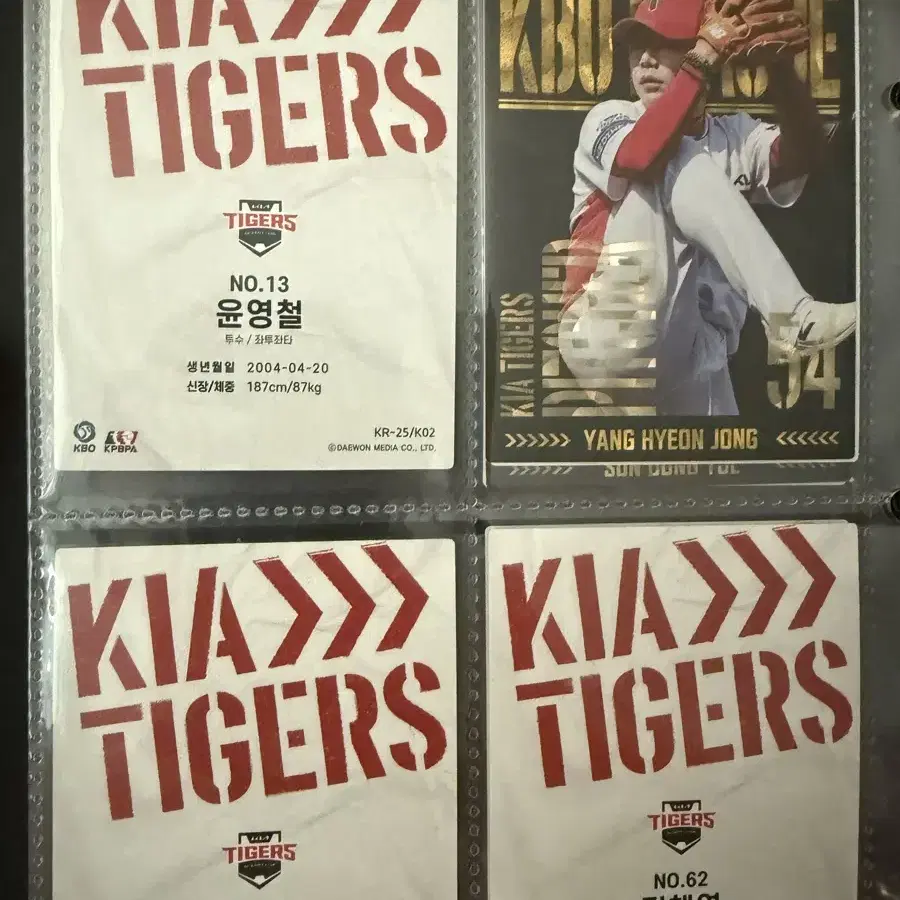 KIA
TIGERS
KIA
TIGERS
NO.13
윤영철
투수 / 좌투좌타
생년월일 2004-04-20
신장/체중 187cm/87kg
KBO KPBPA
KR-25/K02
©DAEWON MEDIA CO., LTD.
KBO
KIA TIGERS
54
YANG HYEON JONG
KIA
TIGERS
TIGERS
KIA
TIGERS
KIA
TIGERS
NO.62